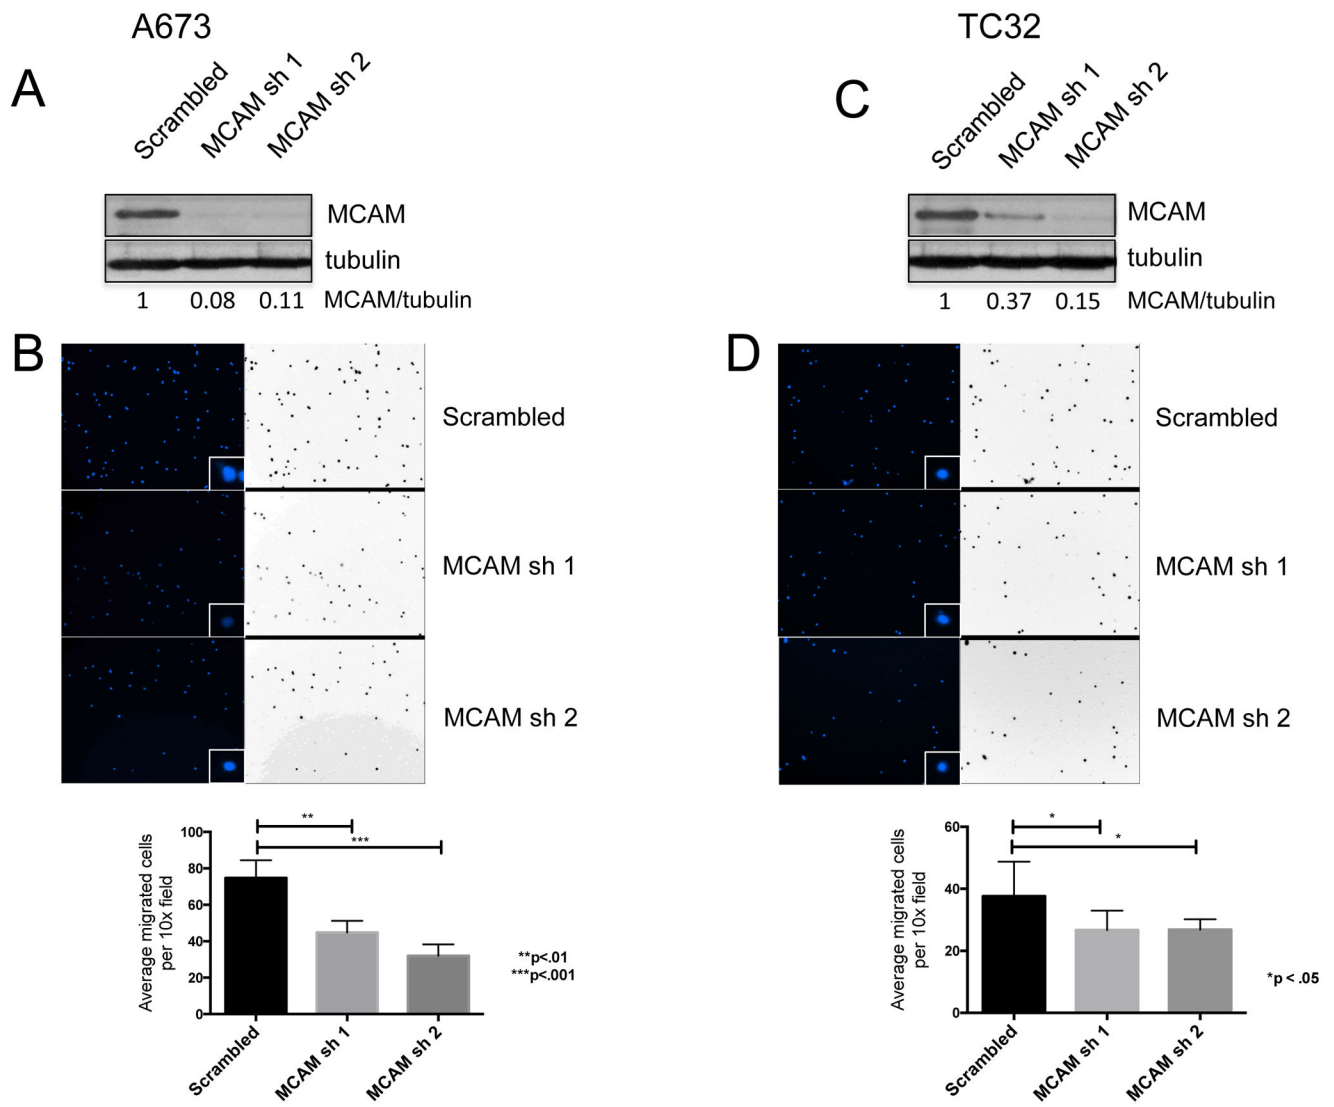 A673
A
Scrambled
MCAM sh 1
MCAM sh 2
MCAM
tubulin
1 0.08 0.11 MCAM/tubulin
B
Scrambled
MCAM sh 1
MCAM sh 2
Average migrated cells
per 10x field
100
80
60
40
20
0
**
***
**p<.01
***p<.001
Scrambled
MCAM sh 1
MCAM sh 2
TC32
C
Scrambled
MCAM sh 1
MCAM sh 2
MCAM
tubulin
1 0.37 0.15 MCAM/tubulin
D
Scrambled
MCAM sh 1
MCAM sh 2
Average migrated cells
per 10x field
60
40
20
0
*
*
*p < .05
Scrambled
MCAM sh 1
MCAM sh 2